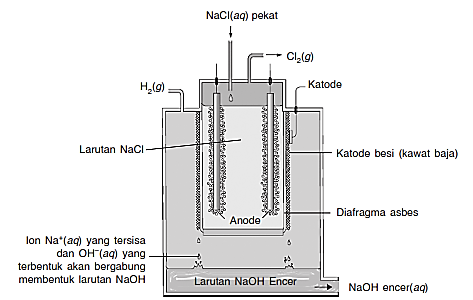 NaCl(aq) pekat
Cl₂(g)
H₂(g)
Katode
Larutan NaCl
Katode besi (kawat baja)
Anode
Diafragma asbes
Ion Na⁺(aq) yang tersisa
dan OH⁻(aq) yang
terbentuk akan bergabung
membentuk larutan NaOH
Larutan NaOH Encer
NaOH encer(aq)